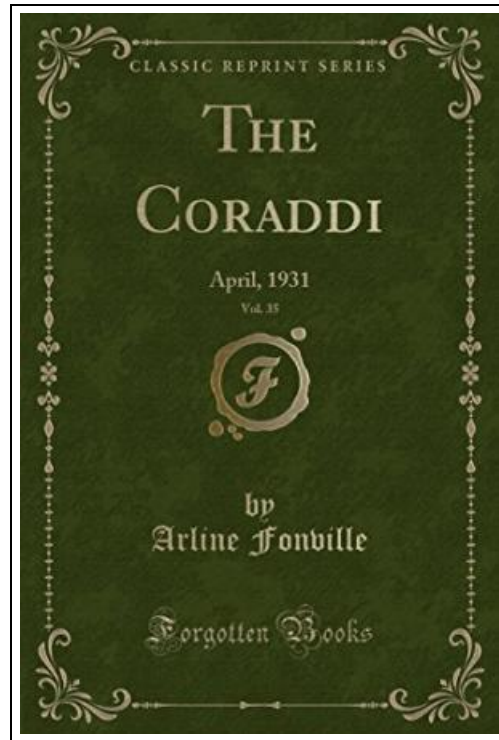 CLASSIC REPRINT SERIES
THE
CORADDI
April, 1931
Vol. 35
F
by
Arline Fonville
Forgotten Books